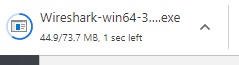 Wireshark-win64-3....exe
44.9/73.7 MB, 1 sec left